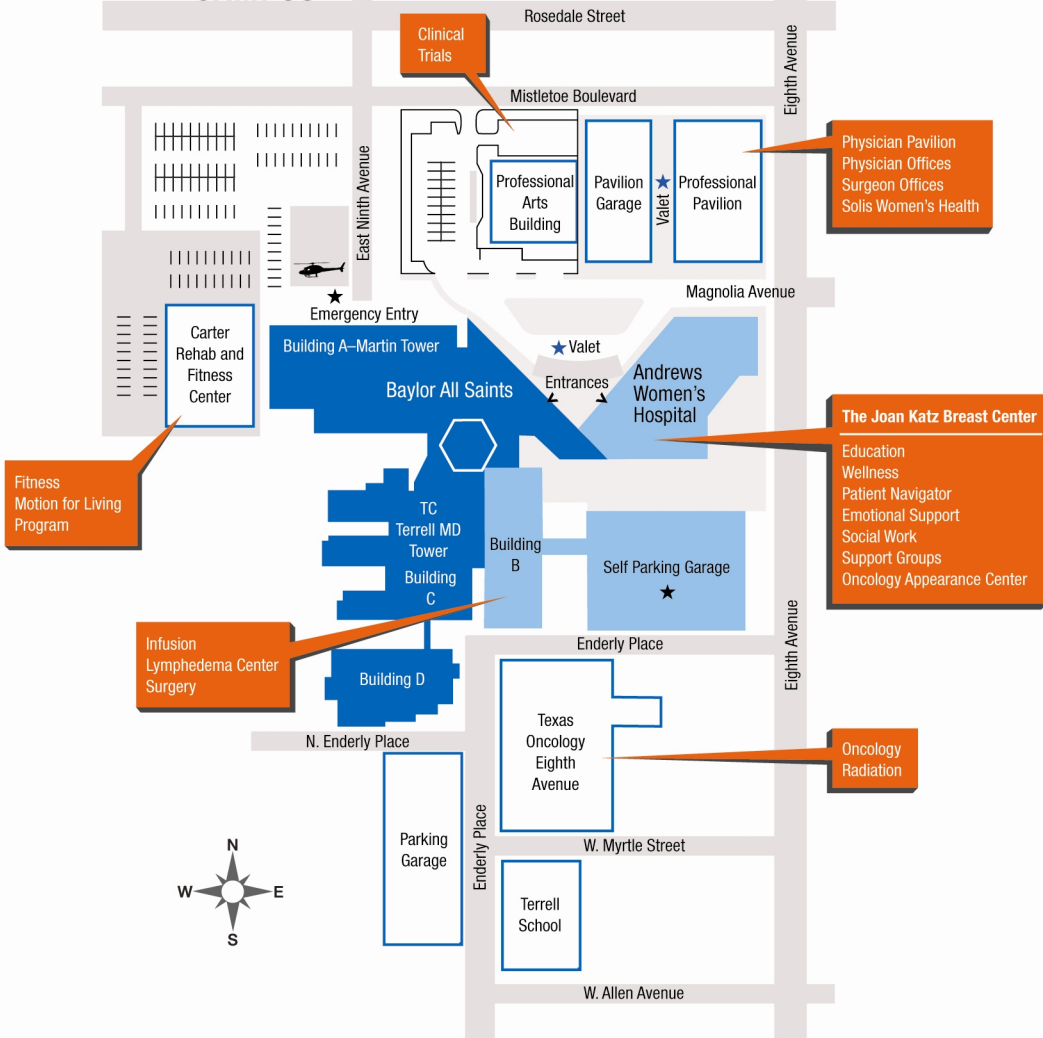 Rosedale Street
Clinical
Trials
Eighth Avenue
Mistletoe Boulevard
Physician Pavilion
Physician Offices
Surgeon Offices
Solis Women's Health
East Ninth Avenue
Professional
Arts
Building
Pavilion
Garage
Valet
Professional
Pavilion
Magnolia Avenue
Emergency Entry
Carter
Rehab and
Fitness
Center
Building A–Martin Tower
Valet
Baylor All Saints
Entrances
Andrews
Women's
Hospital
The Joan Katz Breast Center
Education
Wellness
Patient Navigator
Emotional Support
Social Work
Support Groups
Oncology Appearance Center
Fitness
Motion for Living
Program
TC
Terrell MD
Tower
Building
C
Building
B
Self Parking Garage
Infusion
Lymphedema Center
Surgery
Enderly Place
Eighth Avenue
Building D
N. Enderly Place
Texas
Oncology
Eighth
Avenue
Oncology
Radiation
Parking
Garage
Enderly Place
W. Myrtle Street
N
W
E
S
Terrell
School
W. Allen Avenue